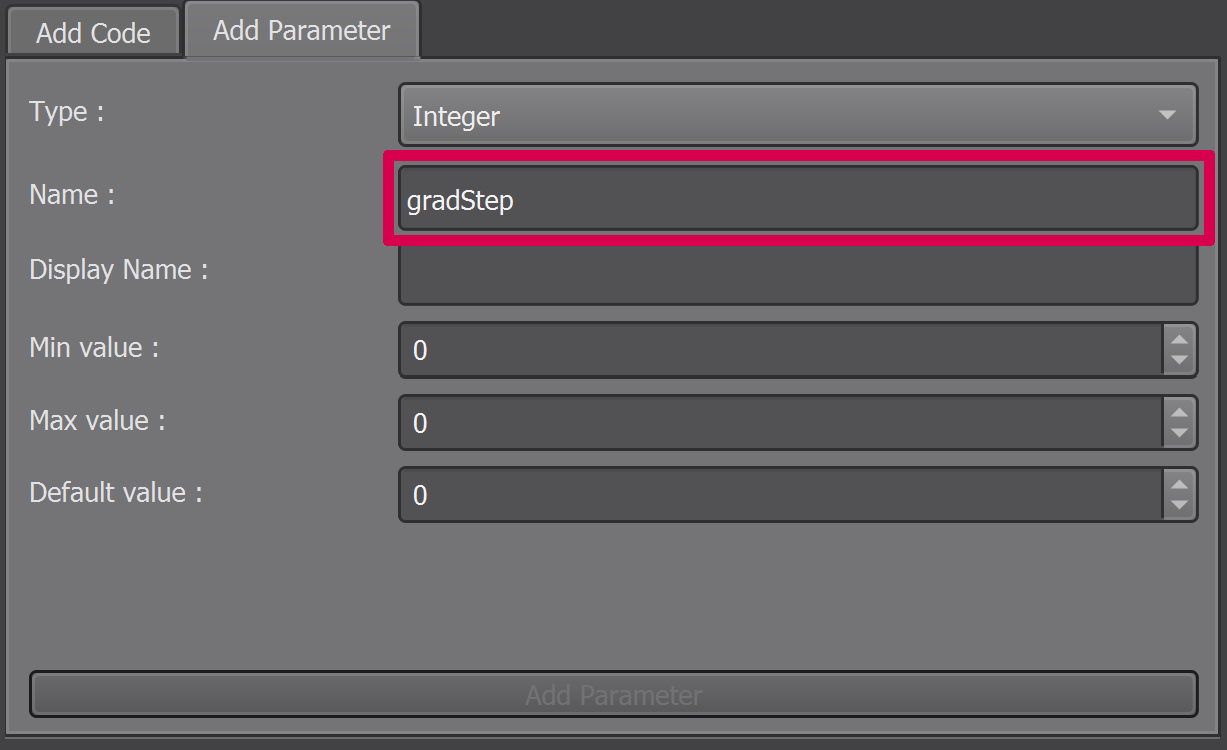 Add Code
Add Parameter
Type :
Integer
Name :
gradStep
Display Name :
Min value :
0
Max value :
0
Default value :
0
Add Parameter